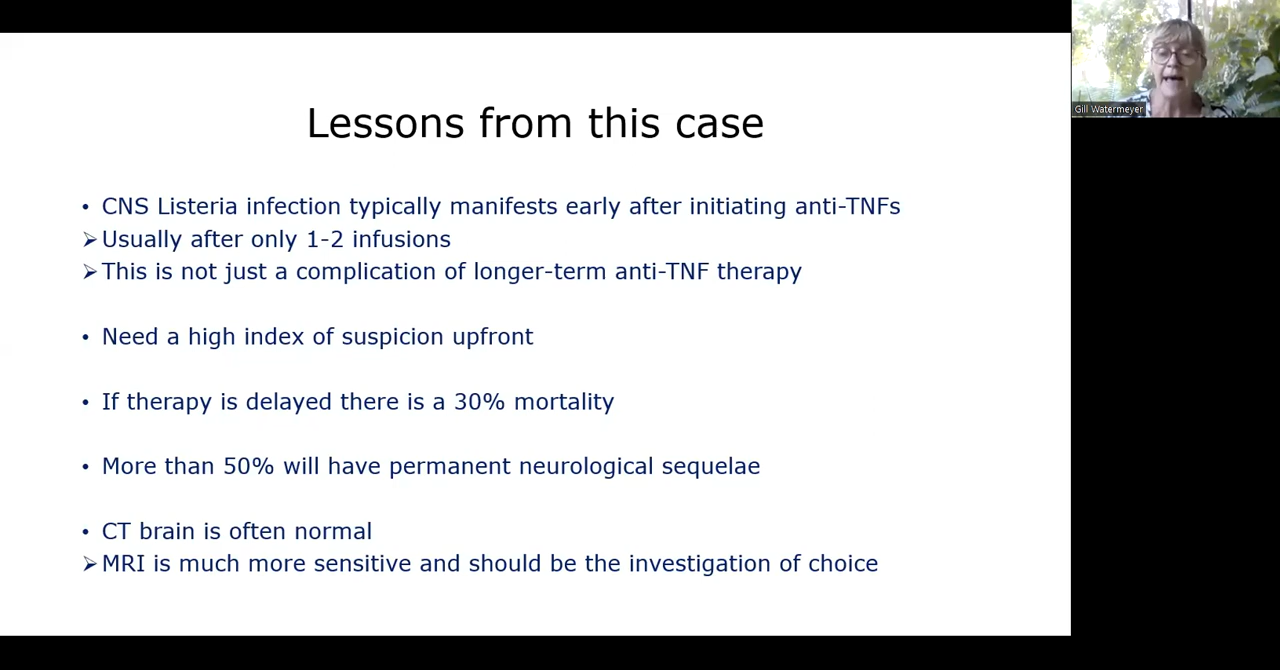 Lessons from this case
• CNS Listeria infection typically manifests early after initiating anti-TNFs
➢ Usually after only 1-2 infusions
➢ This is not just a complication of longer-term anti-TNF therapy
• Need a high index of suspicion upfront
• If therapy is delayed there is a 30% mortality
• More than 50% will have permanent neurological sequelae
• CT brain is often normal
➢ MRI is much more sensitive and should be the investigation of choice
Gill Watermeyer